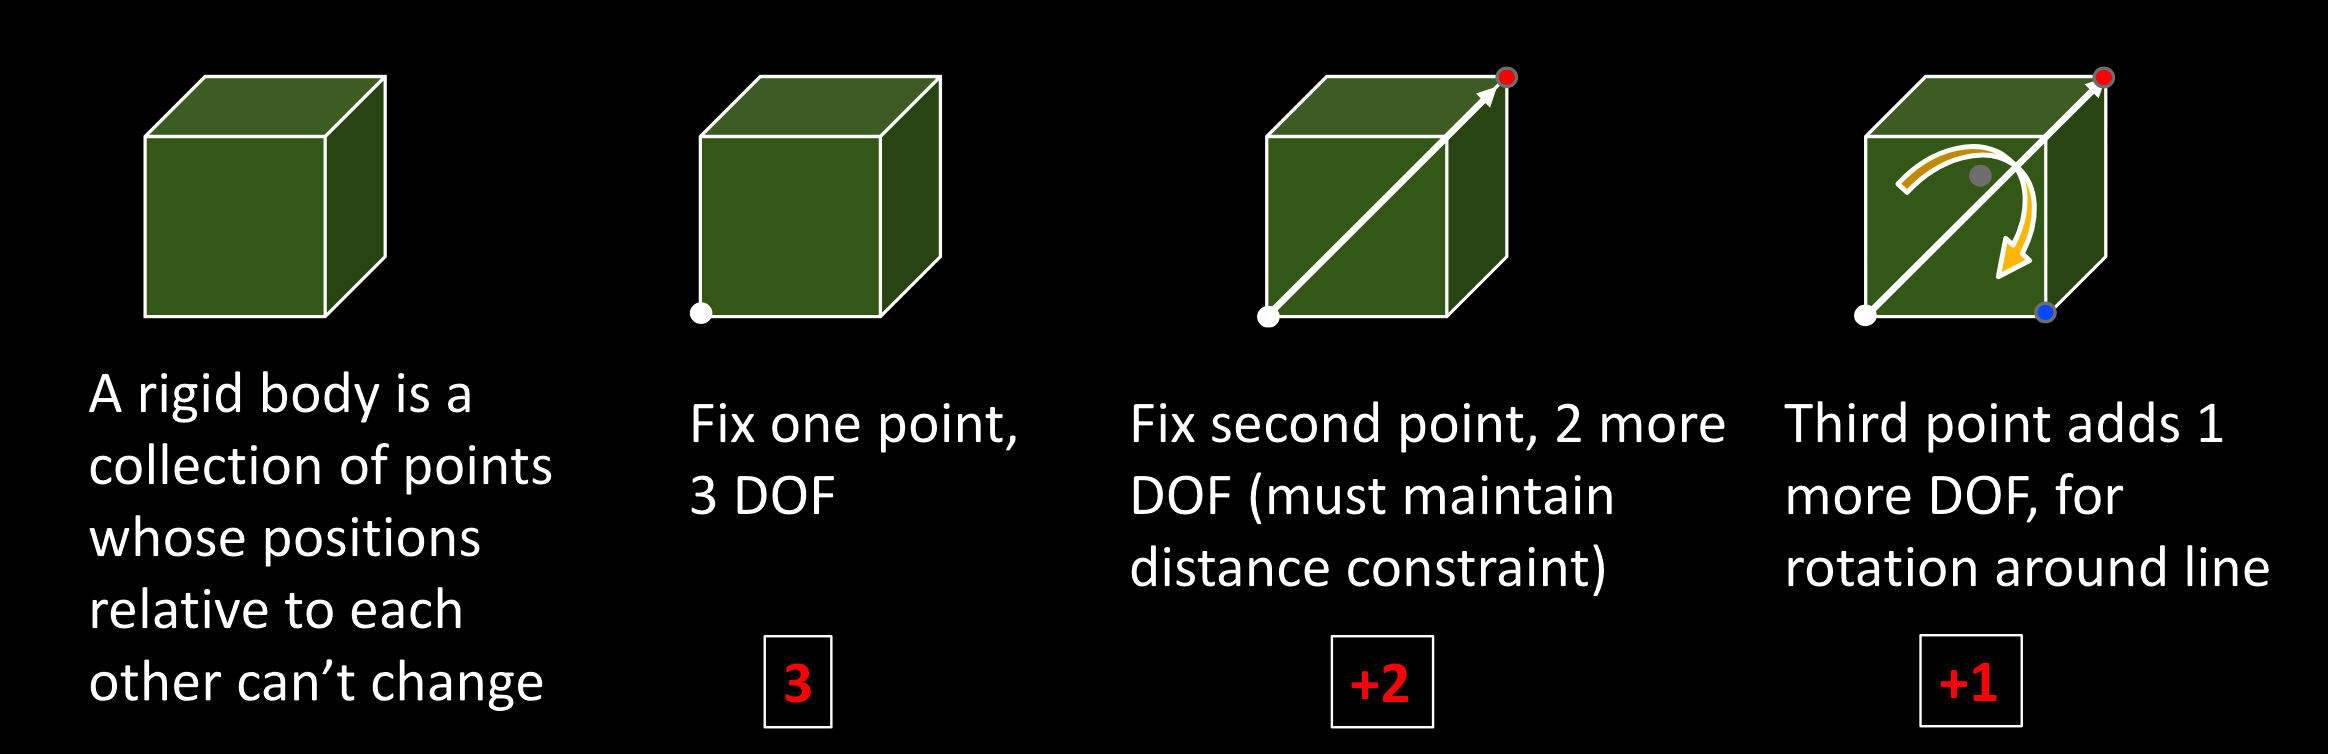 A rigid body is a
collection of points
whose positions
relative to each
other can’t change
Fix one point,
3 DOF
3
Fix second point, 2 more
DOF (must maintain
distance constraint)
+2
Third point adds 1
more DOF, for
rotation around line
+1